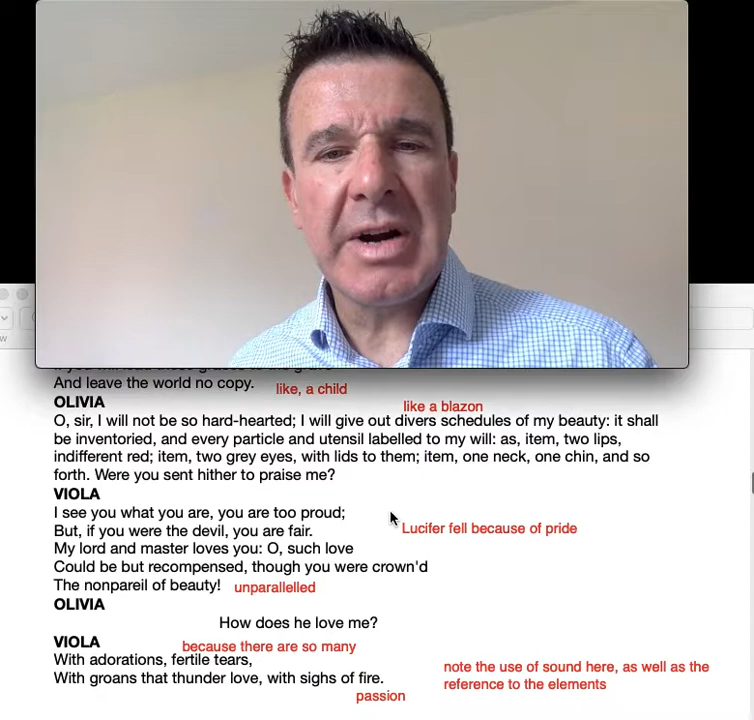 And leave the world no copy. like, a child
OLIVIA
like a blazon
O, sir, I will not be so hard-hearted; I will give out divers schedules of my beauty: it shall
be inventoried, and every particle and utensil labelled to my will: as, item, two lips,
indifferent red; item, two grey eyes, with lids to them; item, one neck, one chin, and so
forth. Were you sent hither to praise me?
VIOLA
I see you what you are, you are too proud;
But, if you were the devil, you are fair.
Lucifer fell because of pride
My lord and master loves you: O, such love
Could be but recompensed, though you were crown'd
The nonpareil of beauty! unparallelled
OLIVIA
How does he love me?
VIOLA
because there are so many
With adorations, fertile tears,
With groans that thunder love, with sighs of fire.
note the use of sound here, as well as the
reference to the elements
passion